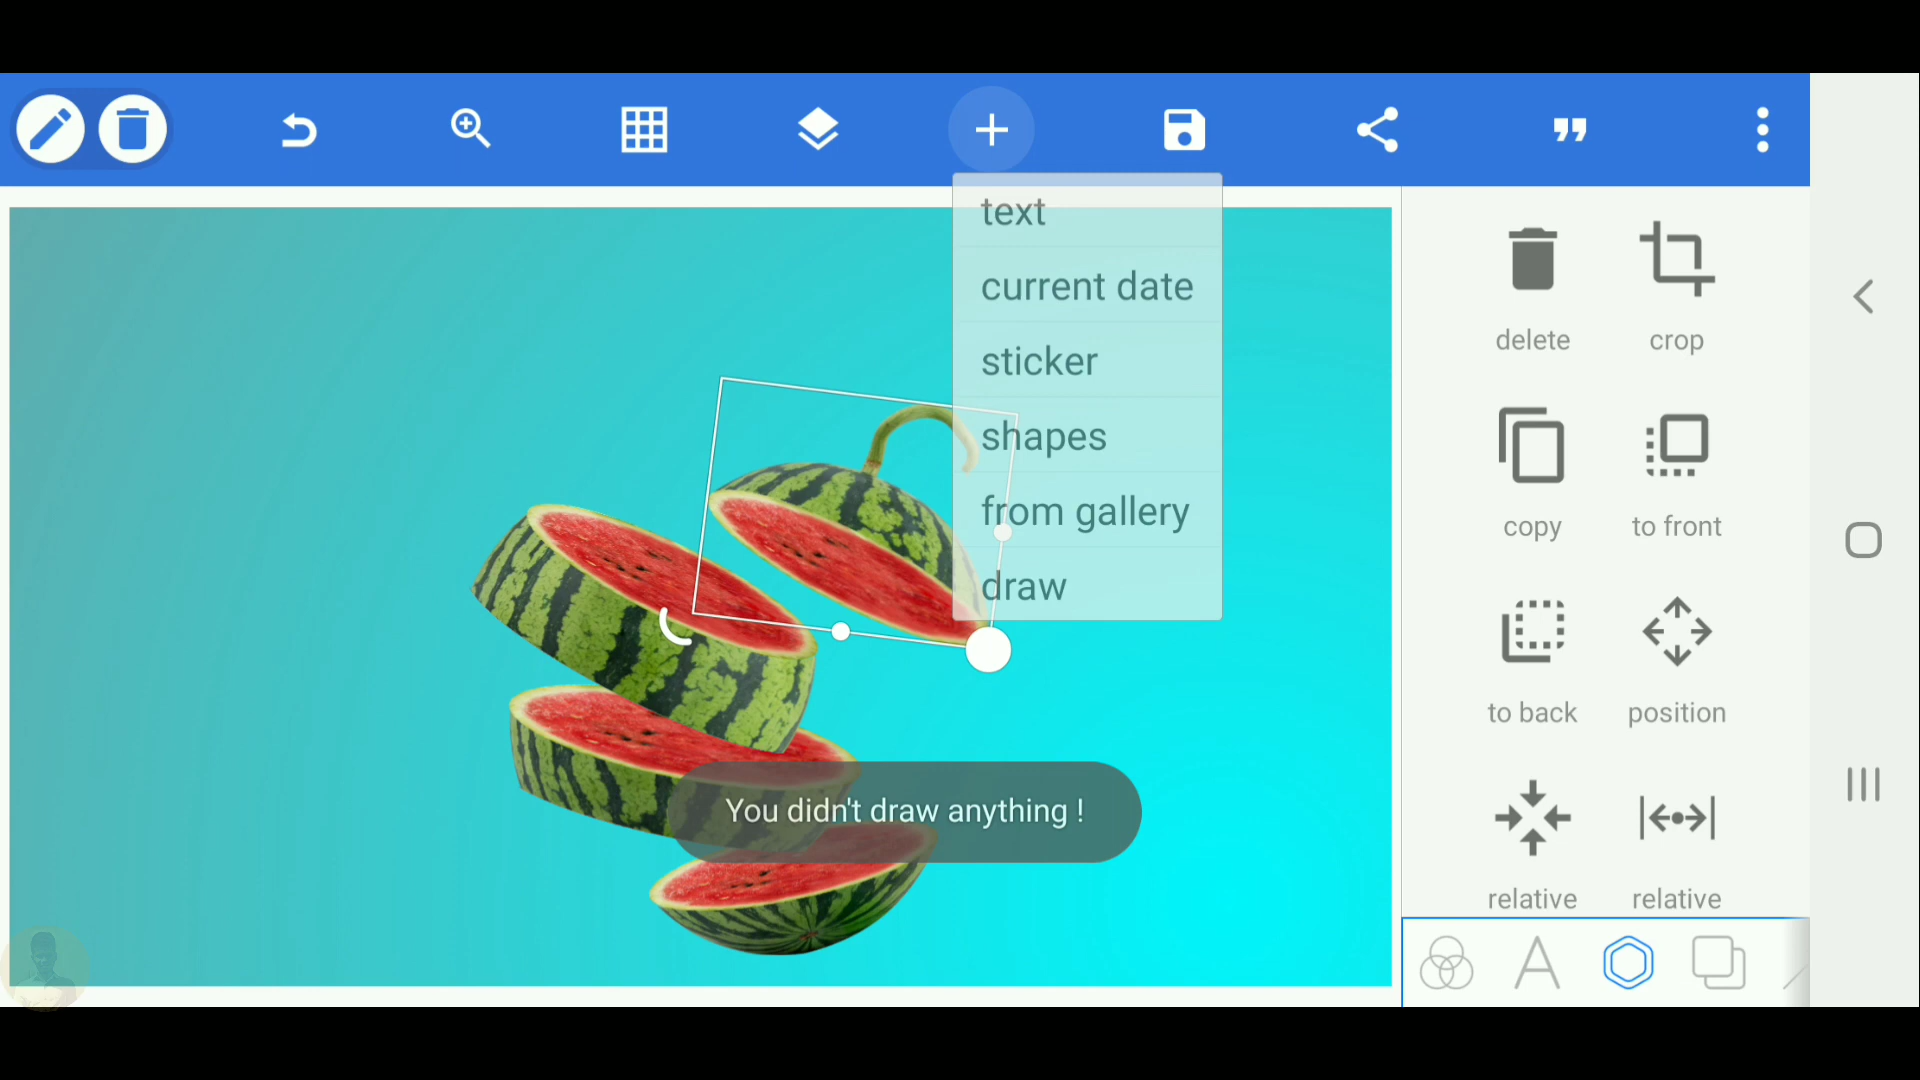 text
current date
sticker
shapes
from gallery
draw
You didn't draw anything !
delete
crop
copy
to front
to back
position
relative
relative